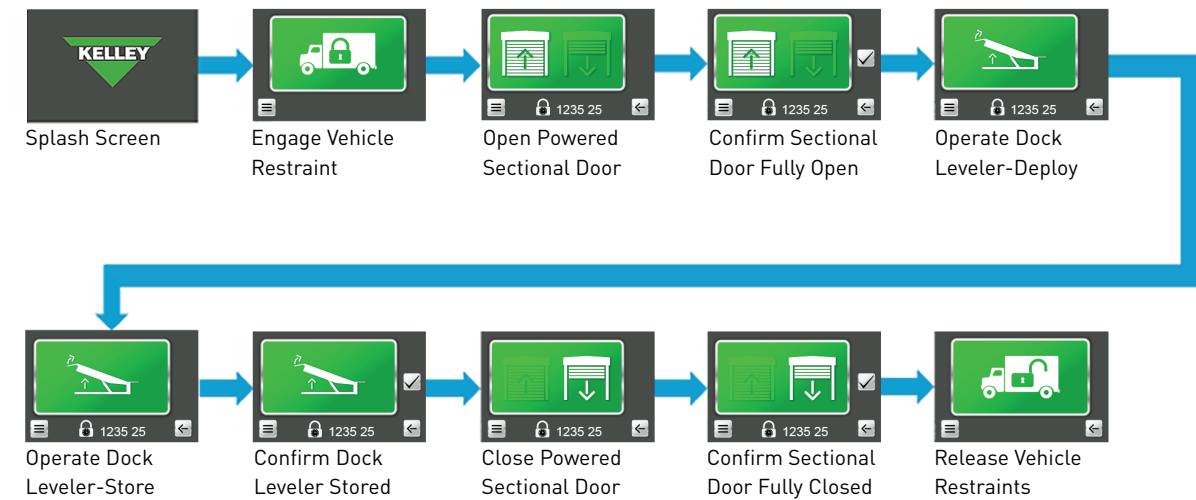 KELLEY
1235 25
1235 25
1235 25
Splash Screen
Engage Vehicle
Restraint
Open Powered
Sectional Door
Confirm Sectional
Door Fully Open
Operate Dock
Leveler-Deploy
1235 25
1235 25
1235 25
1235 25
Operate Dock
Leveler-Store
Confirm Dock
Leveler Stored
Close Powered
Sectional Door
Confirm Sectional
Door Fully Closed
Release Vehicle
Restraints